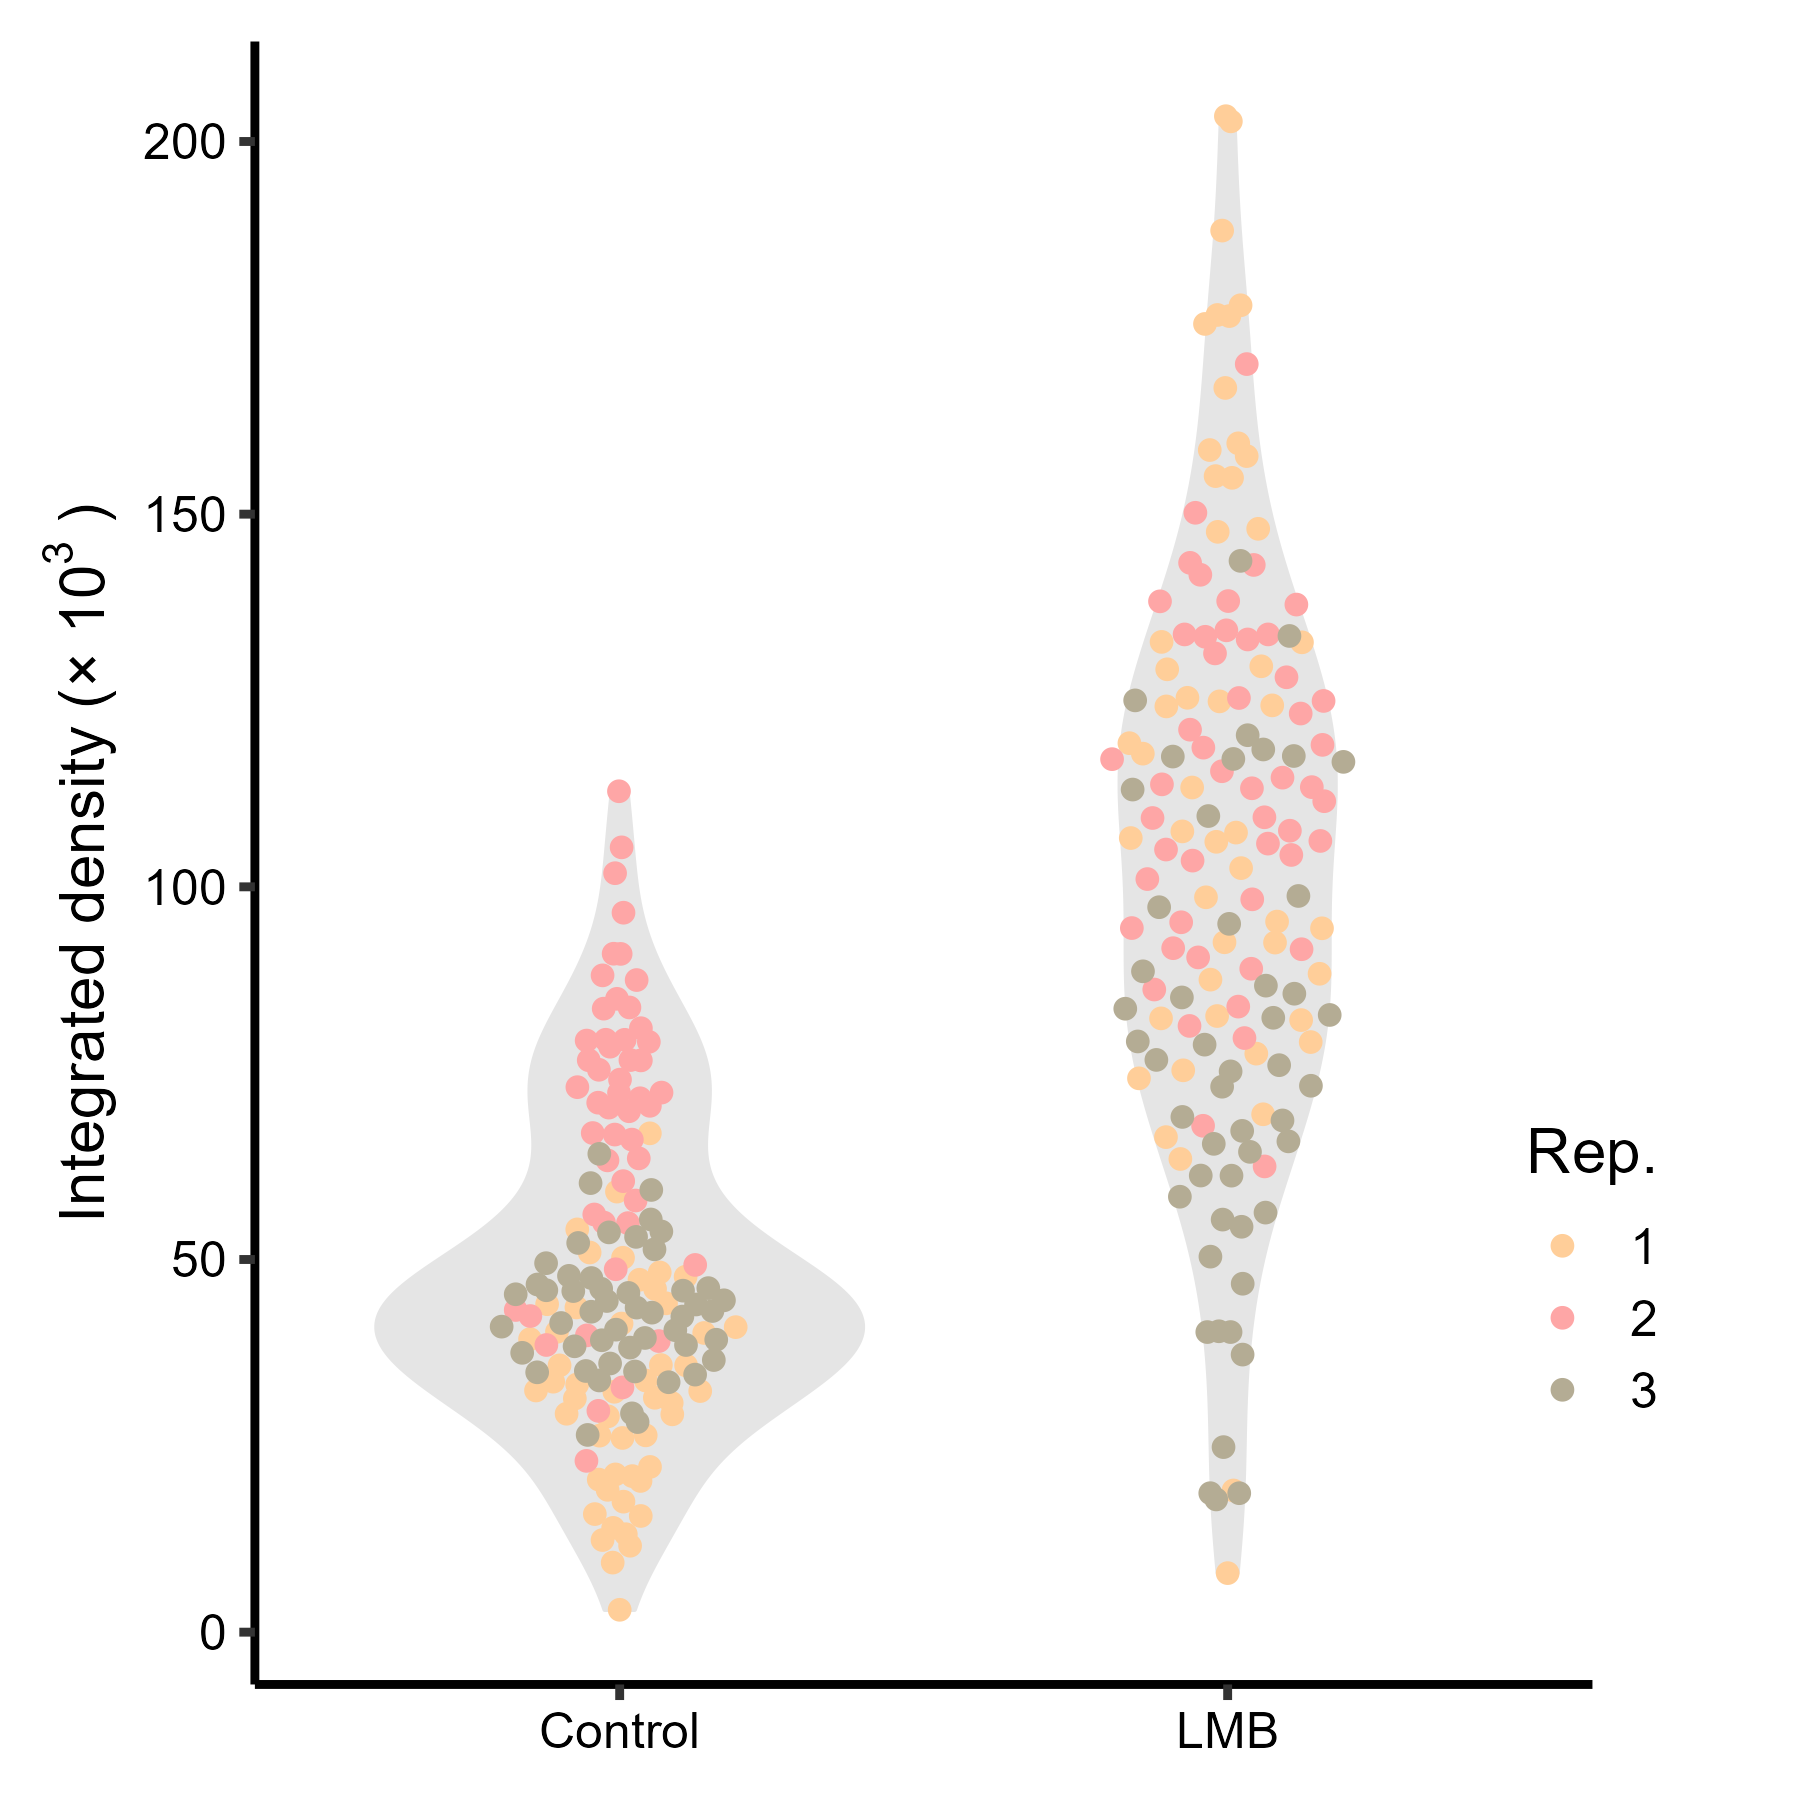 Integrated density (× 10³ )
200
150
100
50
0
Control
LMB
Rep.
1
2
3